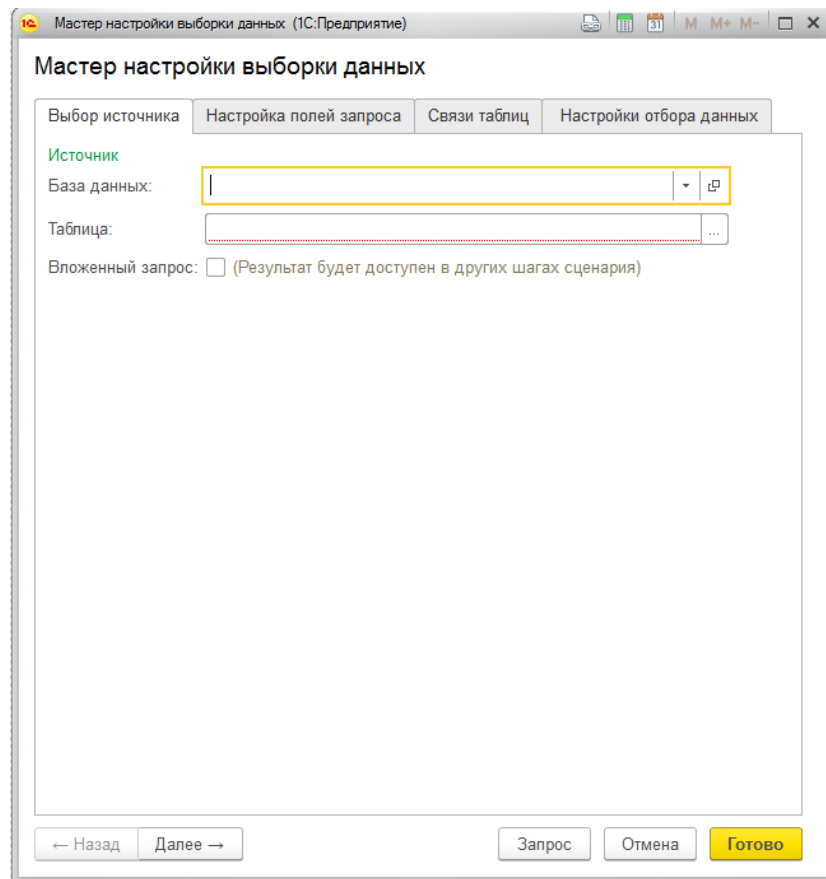 1С Мастер настройки выборки данных (1С:Предприятие) 31 M M+ M-
Мастер настройки выборки данных
Выбор источника Настройка полей запроса Связи таблиц Настройки отбора данных
Источник
База данных:
Таблица: ...
Вложенный запрос: (Результат будет доступен в других шагах сценария)
← Назад Далее → Запрос Отмена Готово